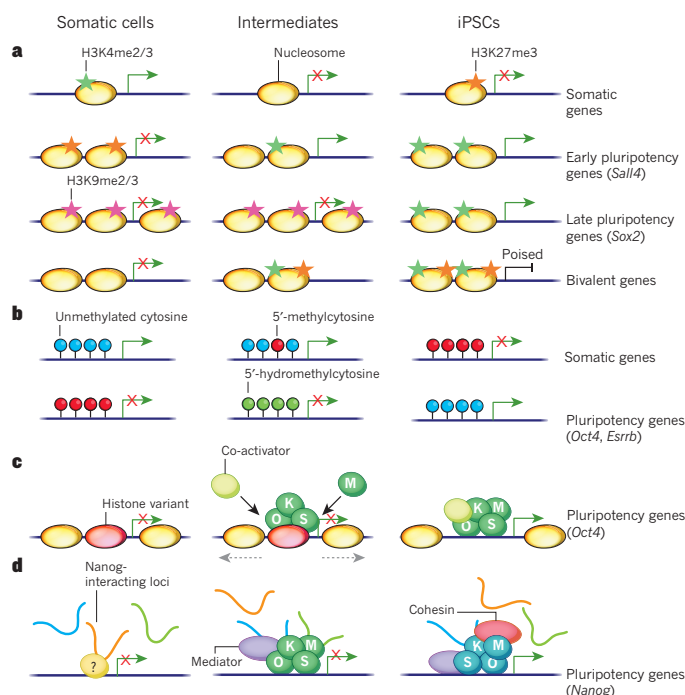 Somatic cells Intermediates iPSCs
a
H3K4me2/3 Nucleosome H3K27me3
Somatic
genes
Early pluripotency
genes (Sall4)
H3K9me2/3
Late pluripotency
genes (Sox2)
Poised
Bivalent genes
b
Unmethylated cytosine 5′-methylcytosine
Somatic genes
5′-hydromethylcytosine
Pluripotency genes
(Oct4, Esrrb)
c
Co-activator
M
K
O S
K M
O S
Histone variant
Pluripotency genes
(Oct4)
d
Nanog-
interacting loci
Cohesin
?
K M
O S
K M
S O
Mediator
Pluripotency genes
(Nanog)